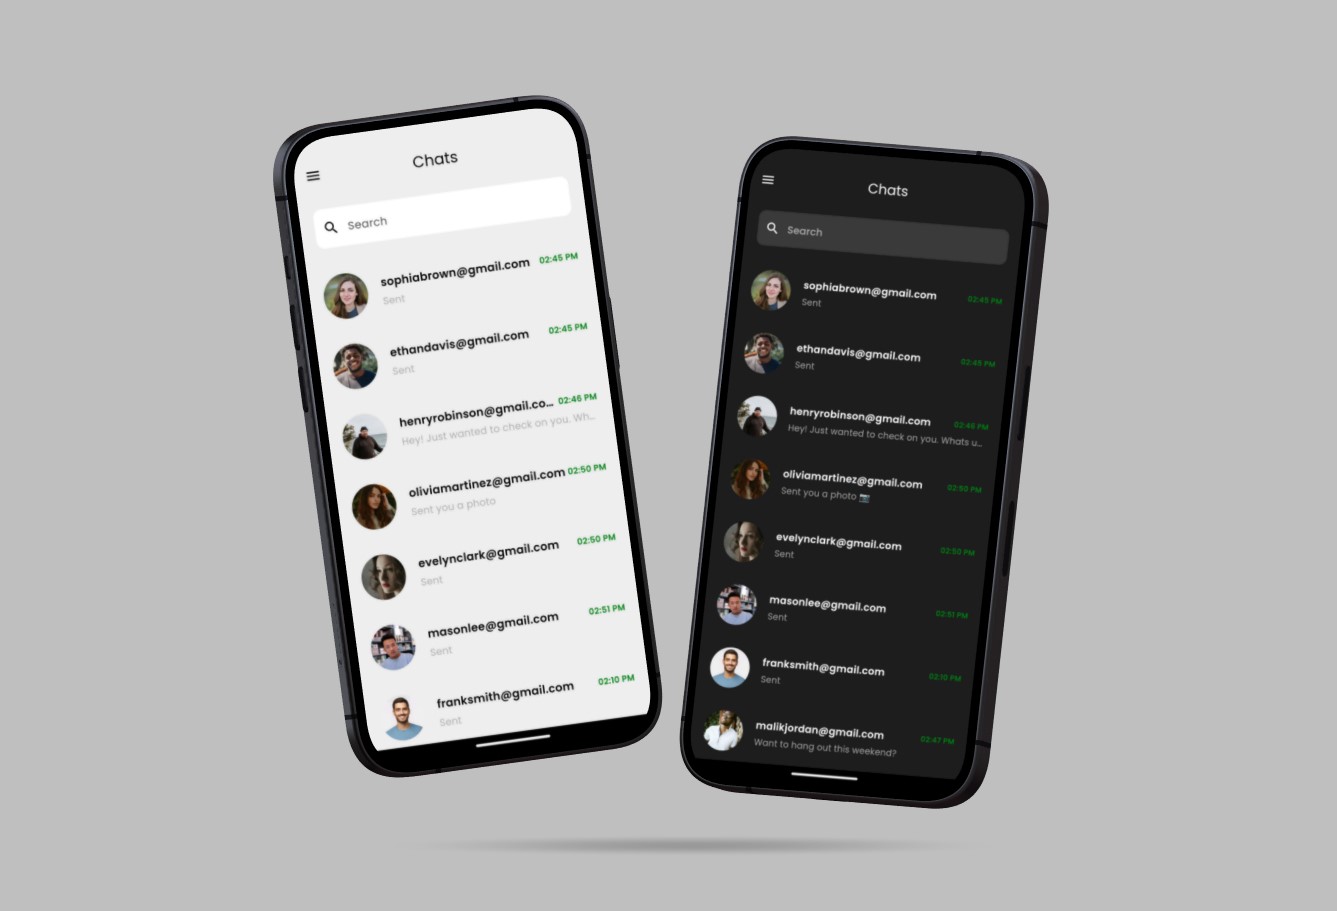 Chats
Search
sophiabrown@gmail.com 02:45 PM
Sent
ethandavis@gmail.com 02:45 PM
Sent
henryrobinson@gmail.co... 02:46 PM
Hey! Just wanted to check on you. Wh...
oliviamartinez@gmail.com 02:50 PM
Sent you a photo
evelynclark@gmail.com 02:50 PM
Sent
masonlee@gmail.com 02:51 PM
Sent
franksmith@gmail.com 02:10 PM
Sent
Chats
Search
sophiabrown@gmail.com 02:45 PM
Sent
ethandavis@gmail.com 02:45 PM
Sent
henryrobinson@gmail.com 02:46 PM
Hey! Just wanted to check on you. Whats u...
oliviamartinez@gmail.com 02:50 PM
Sent you a photo 📷
evelynclark@gmail.com 02:50 PM
Sent
masonlee@gmail.com 02:51 PM
Sent
franksmith@gmail.com 02:10 PM
Sent
malikjordan@gmail.com 02:47 PM
Want to hang out this weekend?